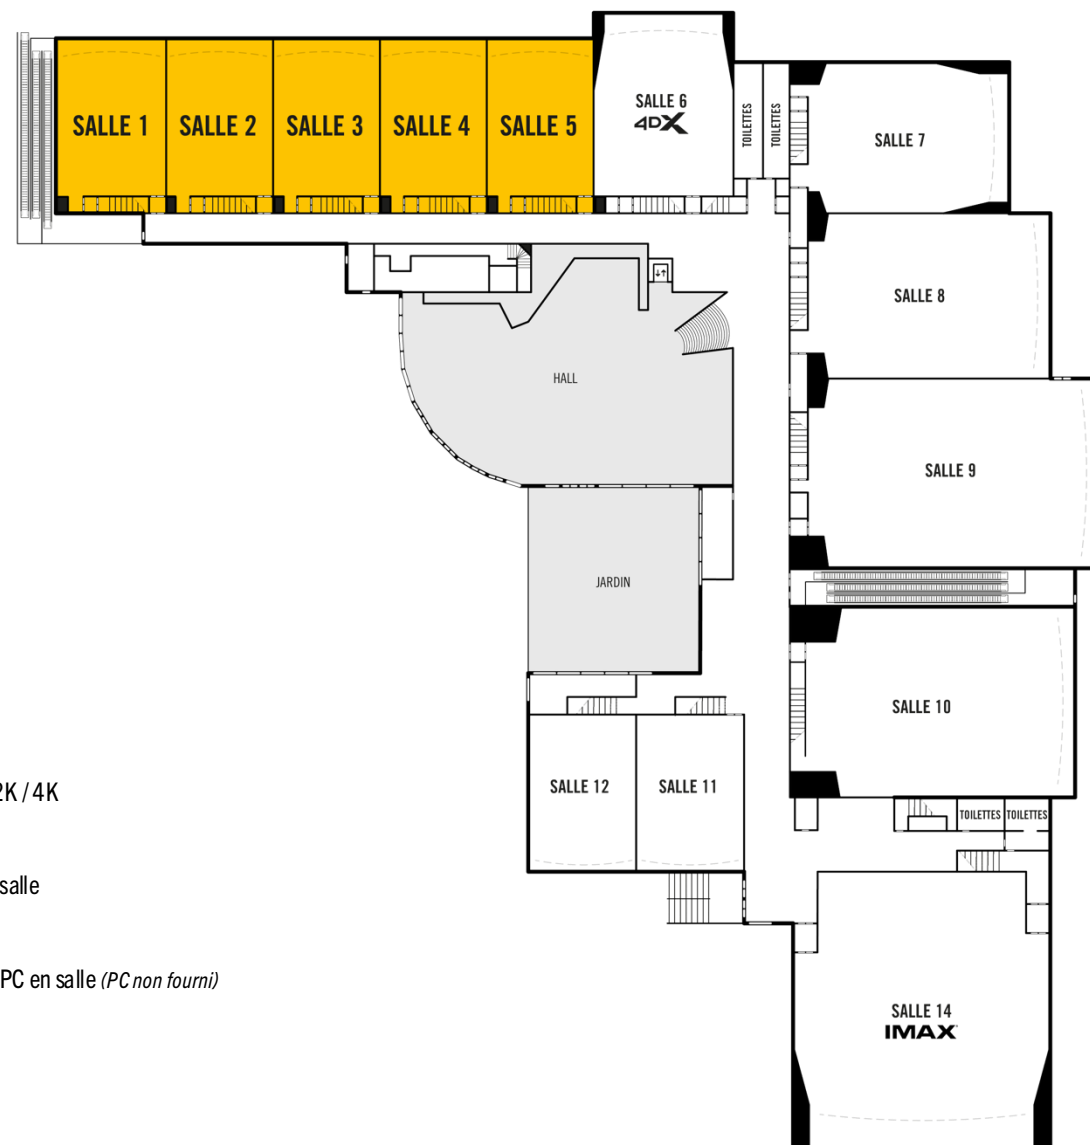 SALLE 1
SALLE 2
SALLE 3
SALLE 4
SALLE 5
SALLE 6
4DX
TOILETTES
TOILETTES
SALLE 7
SALLE 8
HALL
SALLE 9
JARDIN
SALLE 10
SALLE 12
SALLE 11
2K / 4K
TOILETTES
TOILETTES
salle
PC en salle (PC non fourni)
SALLE 14
IMAX